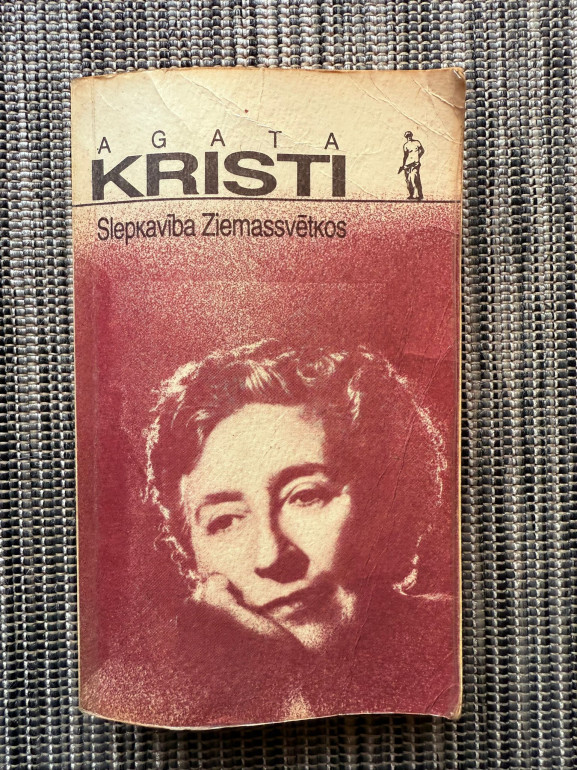 AGATA
KRISTI
Slepkavība Ziemassvētkos